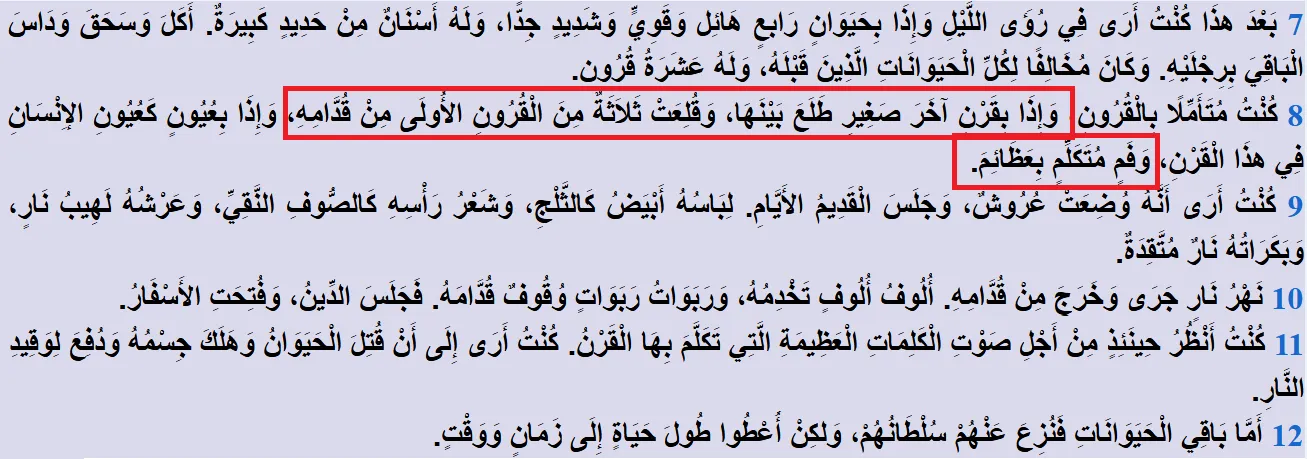 7 بَعْدَ هذَا كُنْتُ أَرَى فِي رُؤَى اللَّيْلِ وَإِذَا بِحَيَوَانٍ رَابعٍ هَائِل وَقَوِيٍّ وَشَدِيدٍ جِدًّا، وَلَهُ أَسْنَانٌ مِنْ حَدِيدٍ كَبِيرَةٌ. أَكَلَ وَسَحَقَ وَدَاسَ
الْبَاقِيَ بِرِجْلَيْهِ. وَكَانَ مُخَالِفًا لِكُلِّ الْحَيَوَانَاتِ الَّذِينَ قَبْلَهُ، وَلَهُ عَشَرَةُ قُرُونٍ.
8 كُنْتُ مُتَأَمِّلًا بِالْقُرُونِ وَإِذَا بِقَرْنٍ آخَرَ صَغِيرٍ طَلَعَ بَيْنَهَا، وَقُلِعَتْ ثَلاَثَةٌ مِنَ الْقُرُونِ الأُولَى مِنْ قُدَّامِهِ، وَإِذَا بِعُيُونٍ كَعُيُونِ الإِنْسَانِ
فِي هذَا الْقَرْنِ، وَفَمٍ مُتَكَلِّمٍ بِعَظَائِمَ.
9 كُنْتُ أَرَى أَنَّهُ وُضِعَتْ عُرُوشٌ، وَجَلَسَ الْقَدِيمُ الأَيَّامِ. لِبَاسُهُ أَبْيَضُ كَالثَّلْجِ، وَشَعْرُ رَأْسِهِ كَالصُّوفِ النَّقِيِّ، وَعَرْشُهُ لَهِيبُ نَارٍ،
وَبَكَرَاتُهُ نَارٌ مُتَّقِدَةٌ.
10 نَهْرُ نَارٍ جَرَى وَخَرَجَ مِنْ قُدَّامِهِ. أُلُوفُ أُلُوفٍ تَخْدِمُهُ، وَرَبَوَاتُ رَبَوَاتٍ وُقُوفٌ قُدَّامَهُ. فَجَلَسَ الدِّينُ، وَفُتِحَتِ الأَسْفَارُ.
11 كُنْتُ أَنْظُرُ حِينَئِذٍ مِنْ أَجْلِ صَوْتِ الْكَلِمَاتِ الْعَظِيمَةِ الَّتِي تَكَلَّمَ بِهَا الْقَرْنُ. كُنْتُ أَرَى إِلَى أَنْ قُتِلَ الْحَيَوَانُ وَهَلَكَ جِسْمُهُ وَدُفِعَ لِوَقِيدِ
النَّارِ.
12 أَمَّا بَاقِي الْحَيَوَانَاتِ فَنُزِعَ عَنْهُمْ سُلْطَانُهُمْ، وَلكِنْ أُعْطُوا طُولَ حَيَاةٍ إِلَى زَمَانٍ وَوَقْتٍ.